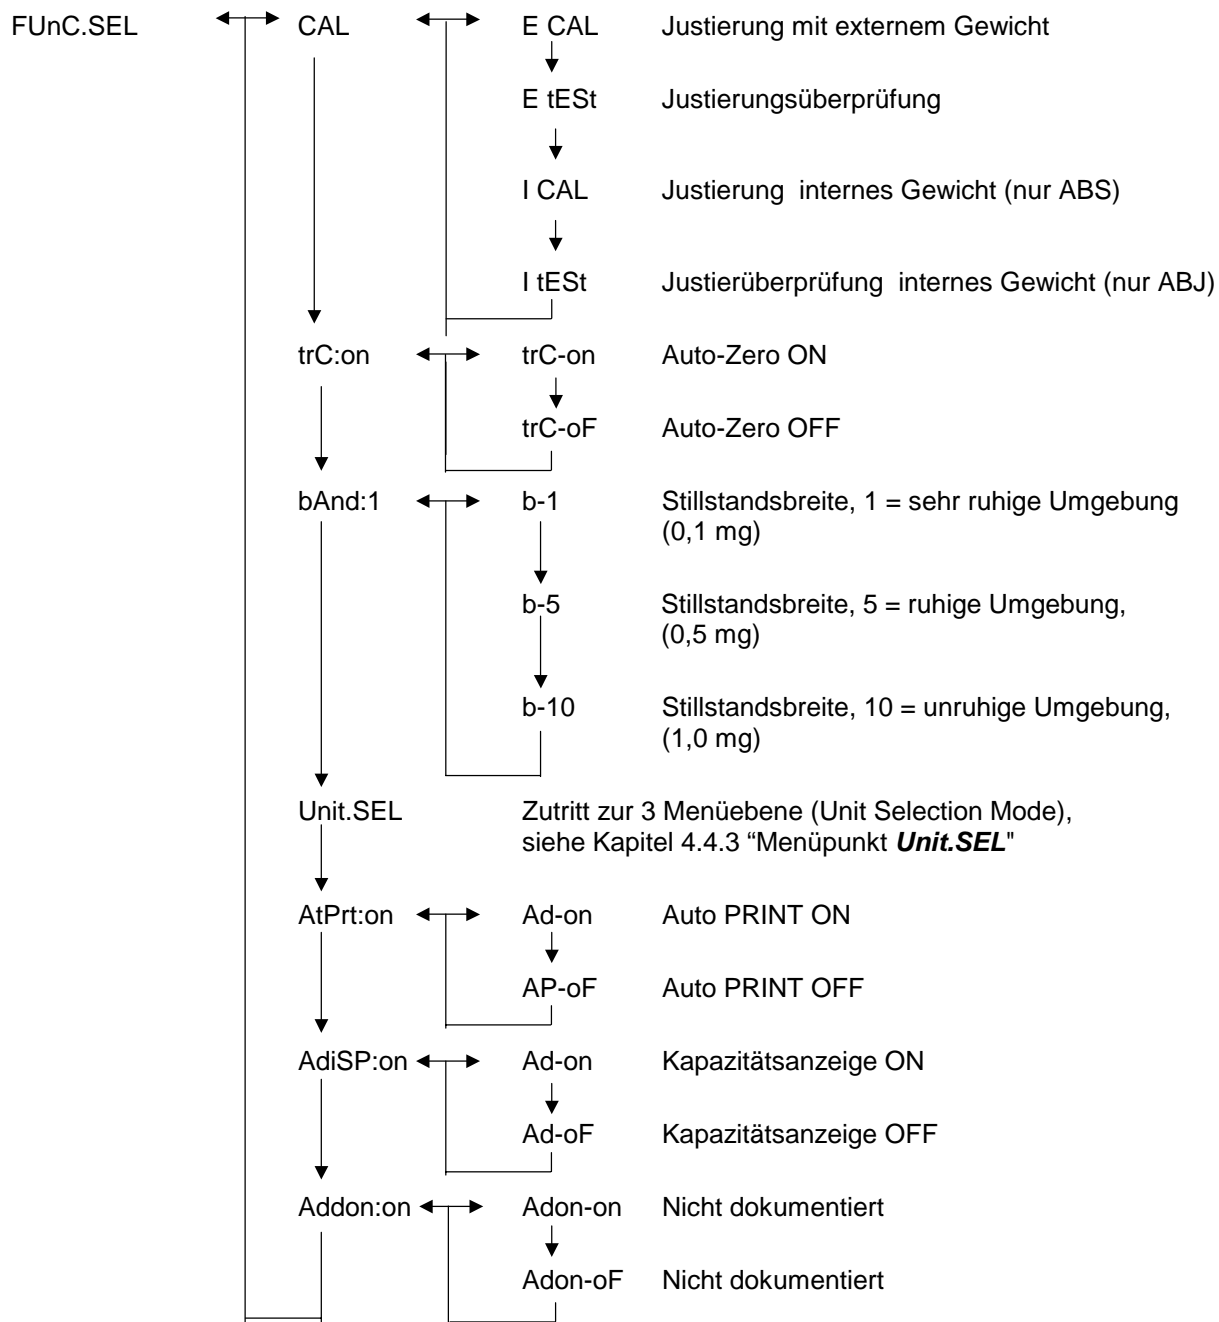 FUnC.SEL CAL E CAL Justierung mit externem Gewicht
E tESt Justierungsüberprüfung
I CAL Justierung internes Gewicht (nur ABS)
I tESt Justierüberprüfung internes Gewicht (nur ABJ)
trC:on trC-on Auto-Zero ON
trC-oF Auto-Zero OFF
bAnd:1 b-1 Stillstandsbreite, 1 = sehr ruhige Umgebung
(0,1 mg)
b-5 Stillstandsbreite, 5 = ruhige Umgebung,
(0,5 mg)
b-10 Stillstandsbreite, 10 = unruhige Umgebung,
(1,0 mg)
Unit.SEL Zutritt zur 3 Menüebene (Unit Selection Mode),
siehe Kapitel 4.4.3 “Menüpunkt Unit.SEL"
AtPrt:on Ad-on Auto PRINT ON
AP-oF Auto PRINT OFF
AdiSP:on Ad-on Kapazitätsanzeige ON
Ad-oF Kapazitätsanzeige OFF
Addon:on Adon-on Nicht dokumentiert
Adon-oF Nicht dokumentiert